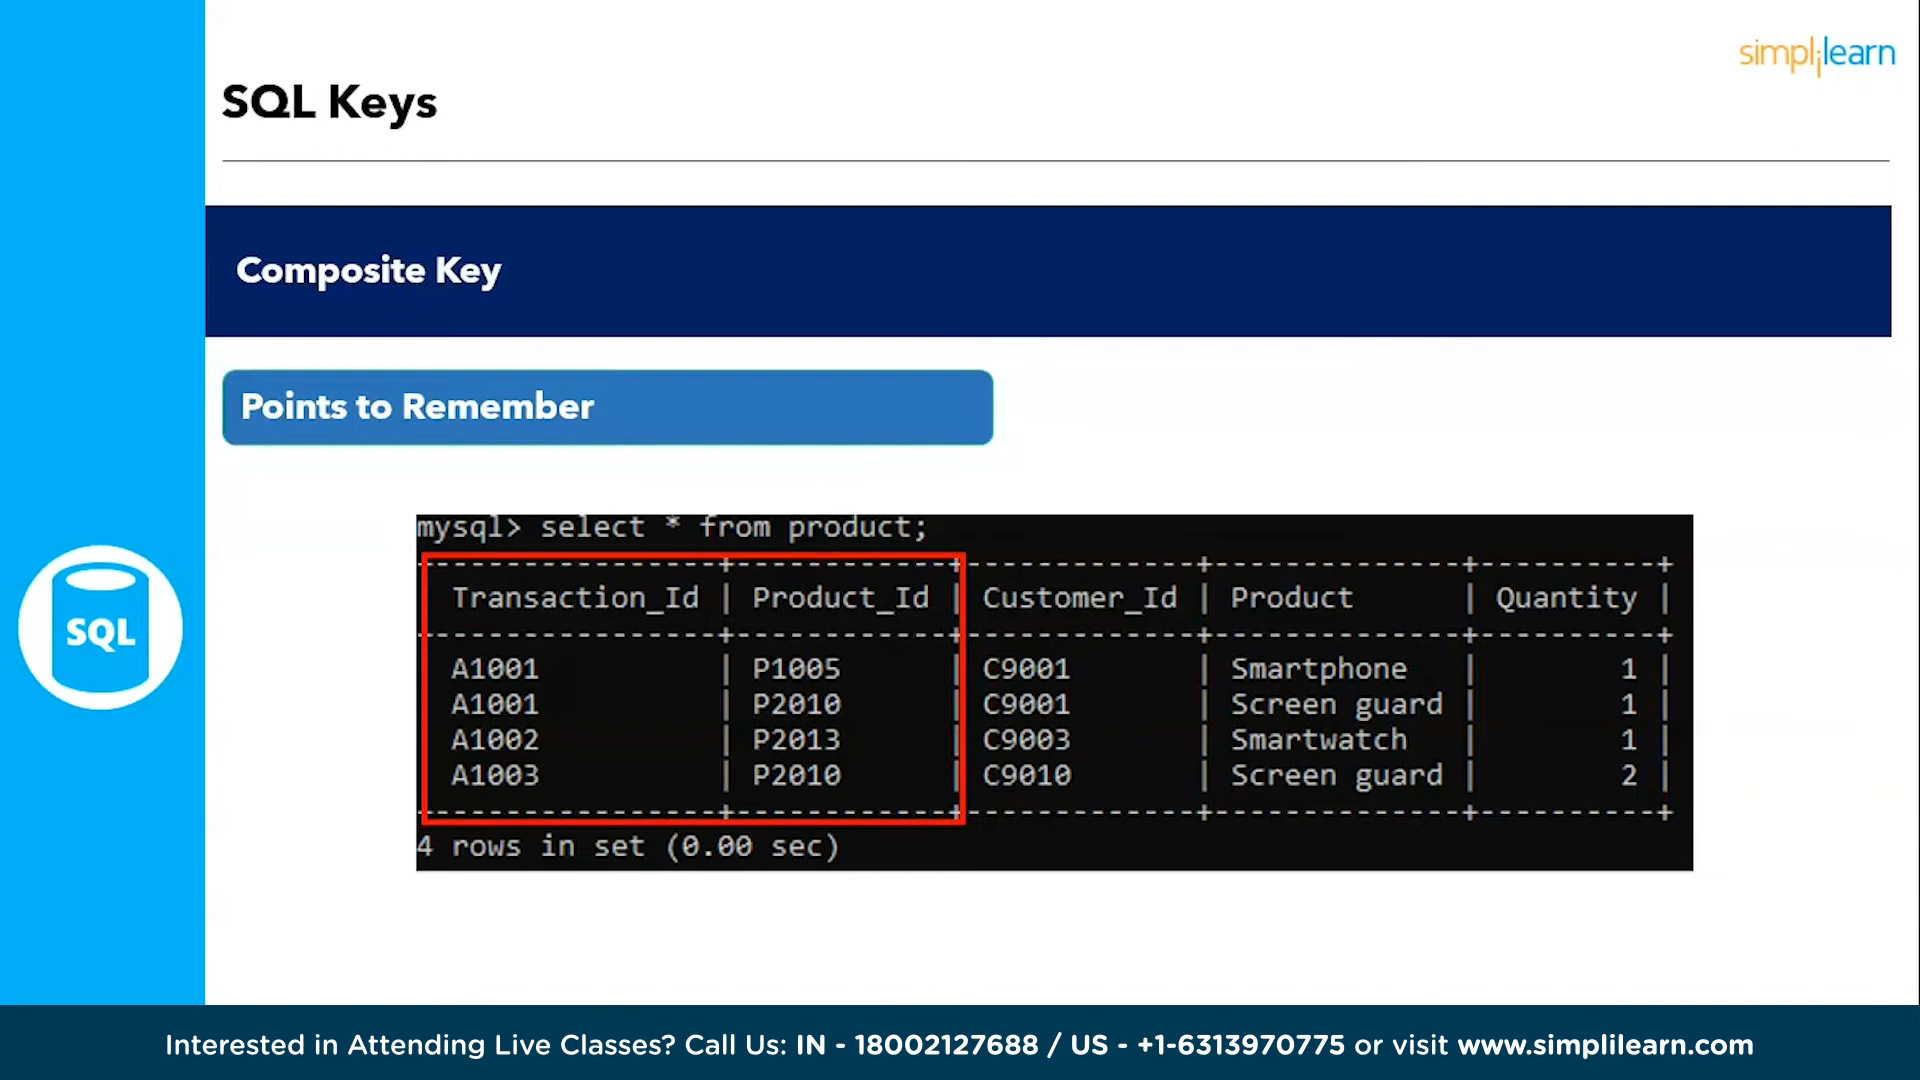 simplilearn
SQL Keys
Composite Key
Points to Remember
SQL
mysql> select * from product;
Transaction_Id | Product_Id | Customer_Id | Product | Quantity |
A1001 | P1005 | C9001 | Smartphone | 1 |
A1001 | P2010 | C9001 | Screen guard | 1 |
A1002 | P2013 | C9003 | Smartwatch | 1 |
A1003 | P2010 | C9010 | Screen guard | 2 |
4 rows in set (0.00 sec)
Interested in Attending Live Classes? Call Us: IN - 18002127688 / US - +1-6313970775 or visit www.simplilearn.com